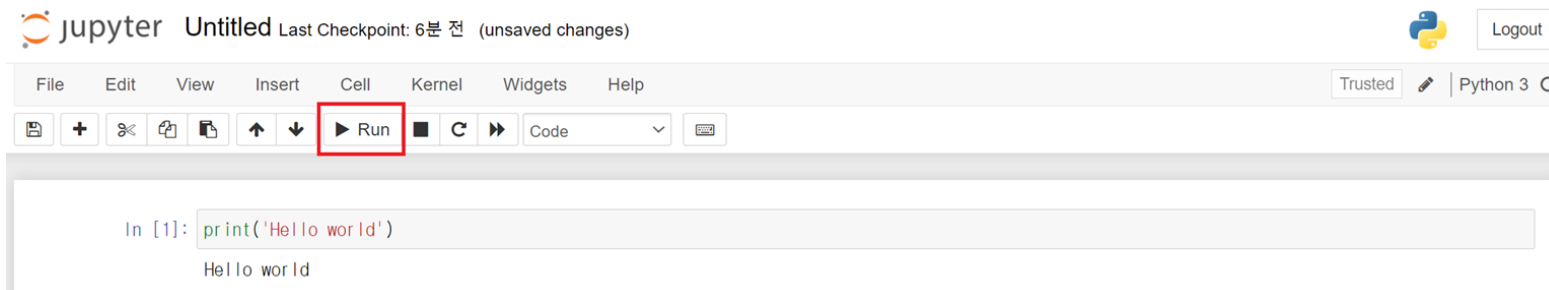 jupyter Untitled Last Checkpoint: 6분 전 (unsaved changes) Logout
File Edit View Insert Cell Kernel Widgets Help Trusted Python 3
Run Code
In [1]: print('Hello world')
Hello world